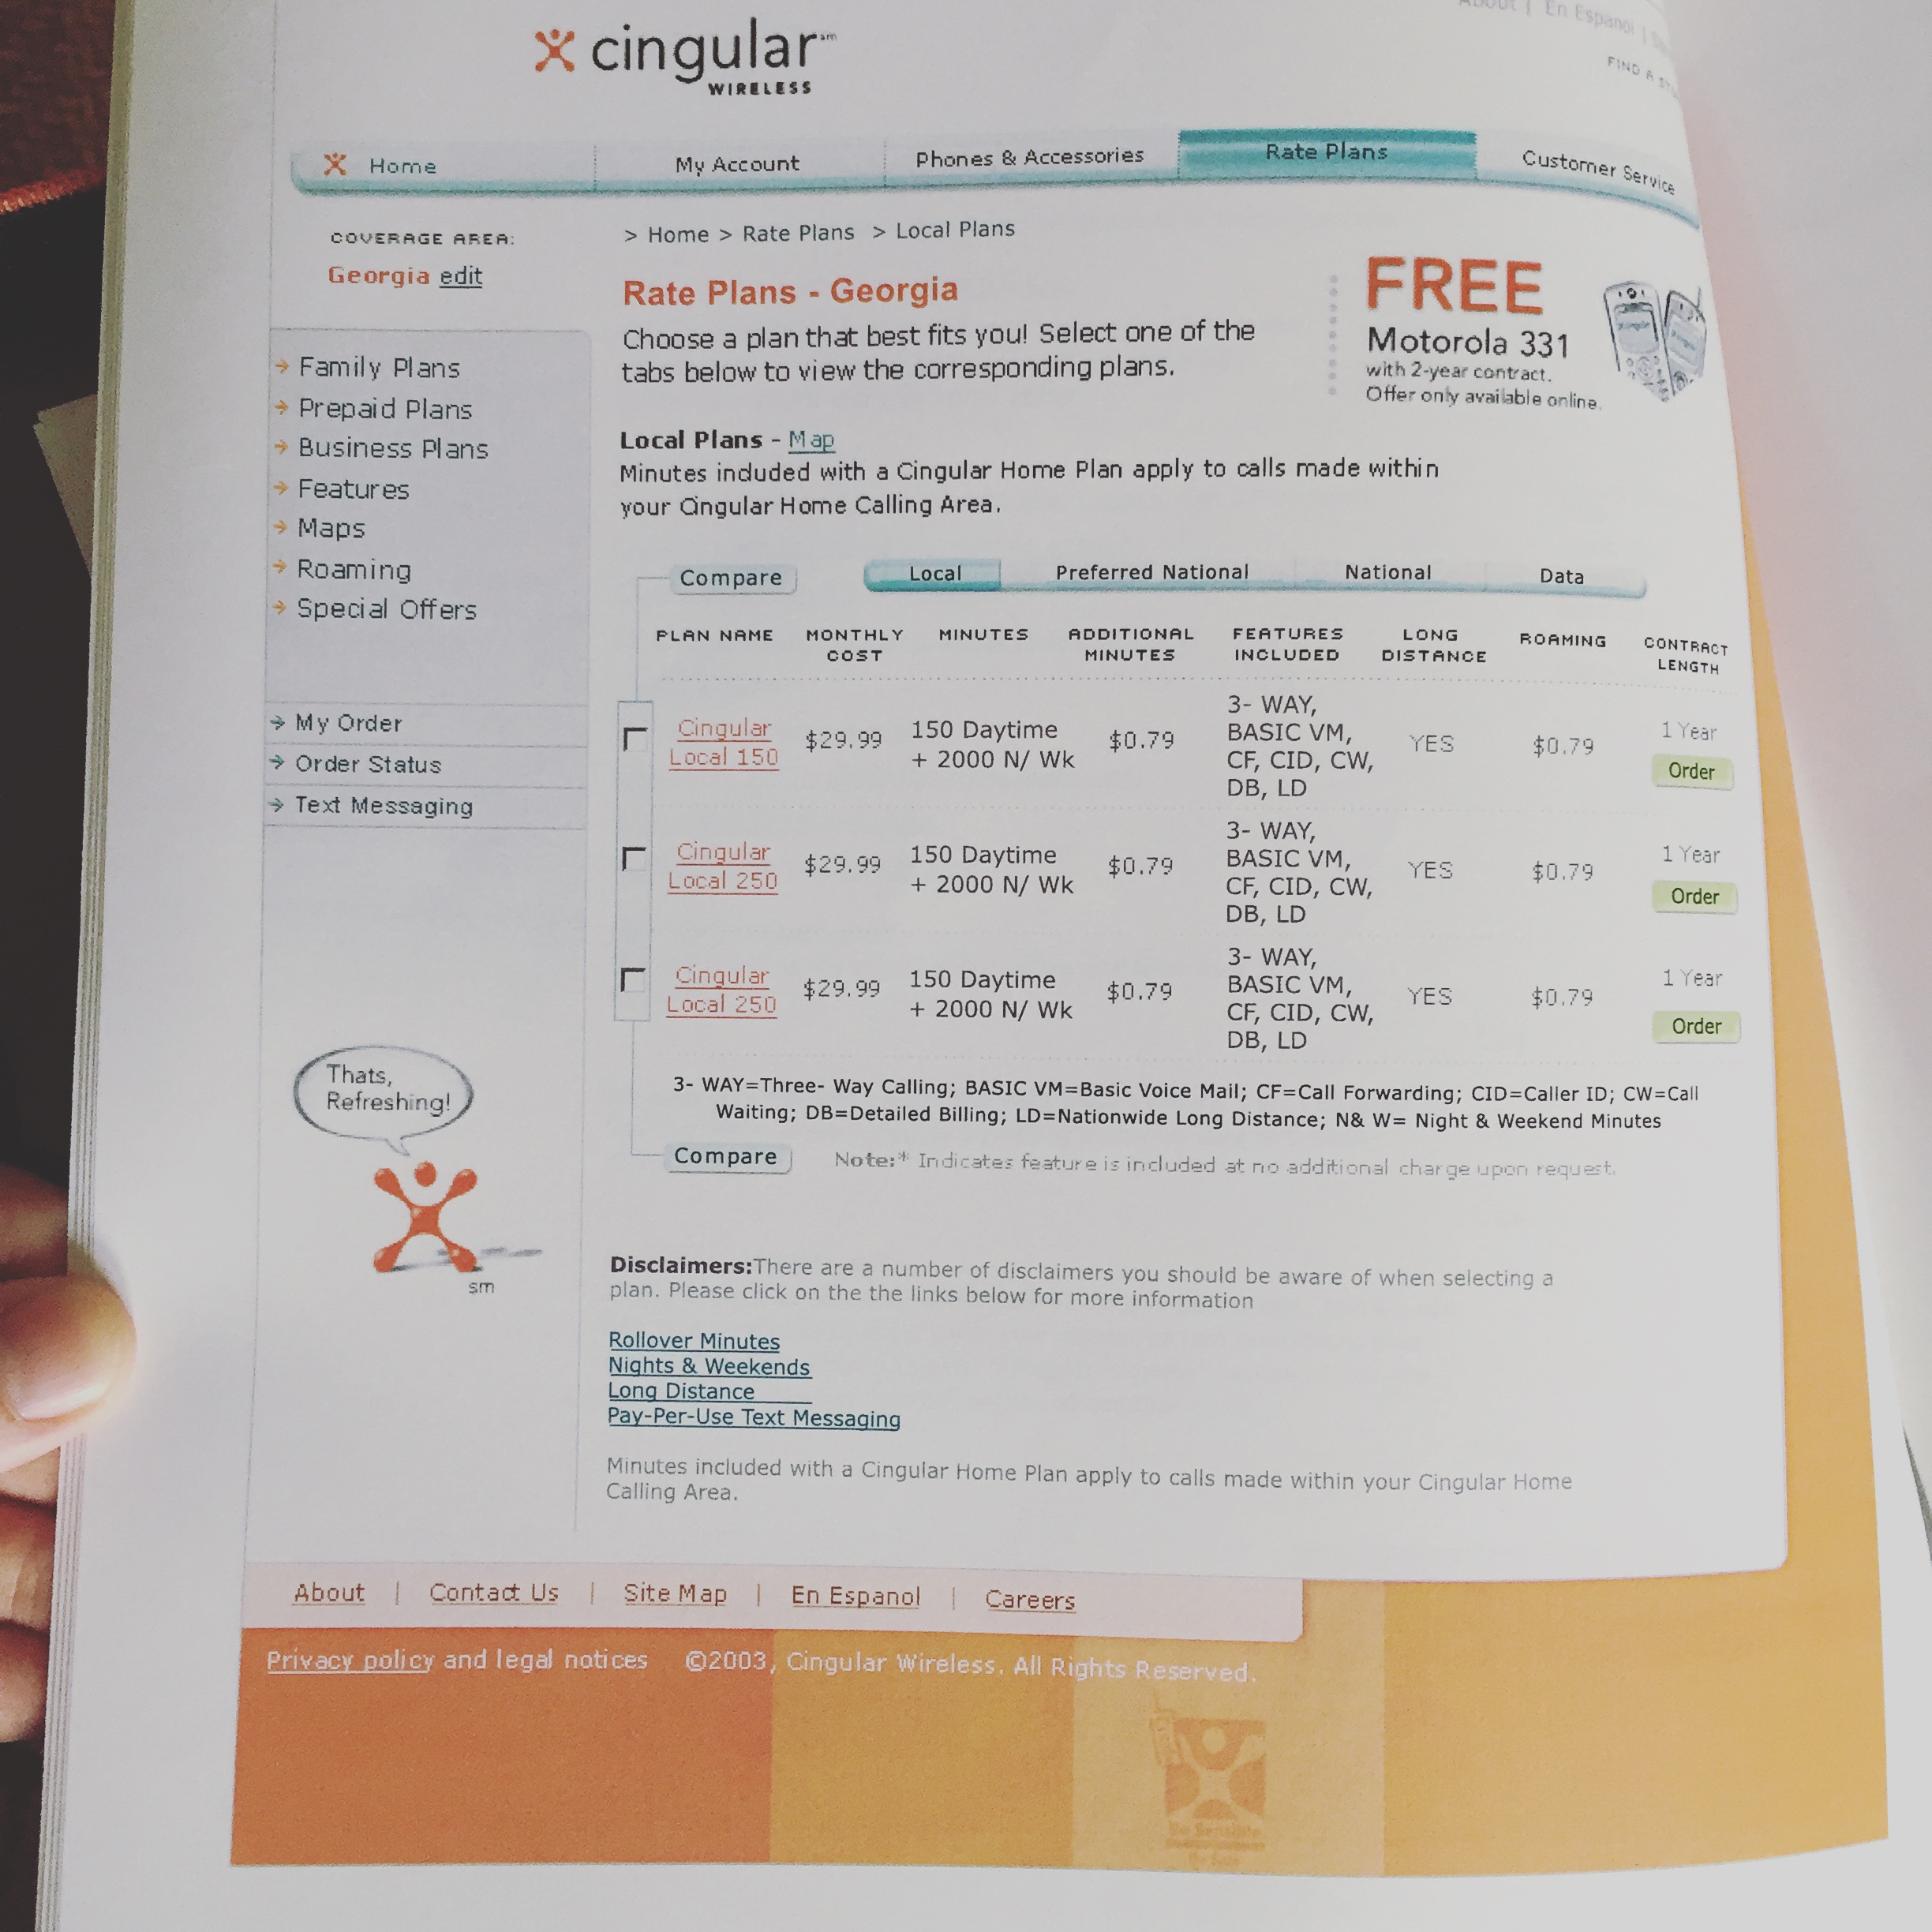 About | En Espanol |
FIND A
cingular sm
WIRELESS
Home
My Account
Phones & Accessories
Rate Plans
Customer Service
COVERAGE AREA:
Georgia edit
Family Plans
Prepaid Plans
Business Plans
Features
Maps
Roaming
Special Offers
My Order
Order Status
Text Messaging
Thats,
Refreshing!
sm
> Home > Rate Plans > Local Plans
Rate Plans - Georgia
Choose a plan that best fits you! Select one of the
tabs below to view the corresponding plans.
FREE
Motorola 331
with 2-year contract.
Offer only available online.
Local Plans - Map
Minutes included with a Cingular Home Plan apply to calls made within
your Cingular Home Calling Area.
Compare
Local
Preferred National
National
Data
PLAN NAME
MONTHLY
COST
MINUTES
ADDITIONAL
MINUTES
FEATURES
INCLUDED
LONG
DISTANCE
ROAMING
CONTRACT
LENGTH
Cingular
Local 150
$29.99
150 Daytime
+ 2000 N/ Wk
$0.79
3- WAY,
BASIC VM,
CF, CID, CW,
DB, LD
YES
$0.79
1 Year
Order
Cingular
Local 250
$29.99
150 Daytime
+ 2000 N/ Wk
$0.79
3- WAY,
BASIC VM,
CF, CID, CW,
DB, LD
YES
$0.79
1 Year
Order
Cingular
Local 250
$29.99
150 Daytime
+ 2000 N/ Wk
$0.79
3- WAY,
BASIC VM,
CF, CID, CW,
DB, LD
YES
$0.79
1 Year
Order
3- WAY=Three- Way Calling; BASIC VM=Basic Voice Mail; CF=Call Forwarding; CID=Caller ID; CW=Call
Waiting; DB=Detailed Billing; LD=Nationwide Long Distance; N& W= Night & Weekend Minutes
Compare
Note:* Indicates feature is included at no additional charge upon request.
Disclaimers:There are a number of disclaimers you should be aware of when selecting a
plan. Please click on the the links below for more information
Rollover Minutes
Nights & Weekends
Long Distance
Pay-Per-Use Text Messaging
Minutes included with a Cingular Home Plan apply to calls made within your Cingular Home
Calling Area.
About | Contact Us | Site Map | En Espanol | Careers
Privacy policy and legal notices ©2003, Cingular Wireless. All Rights Reserved.
Be Sensible